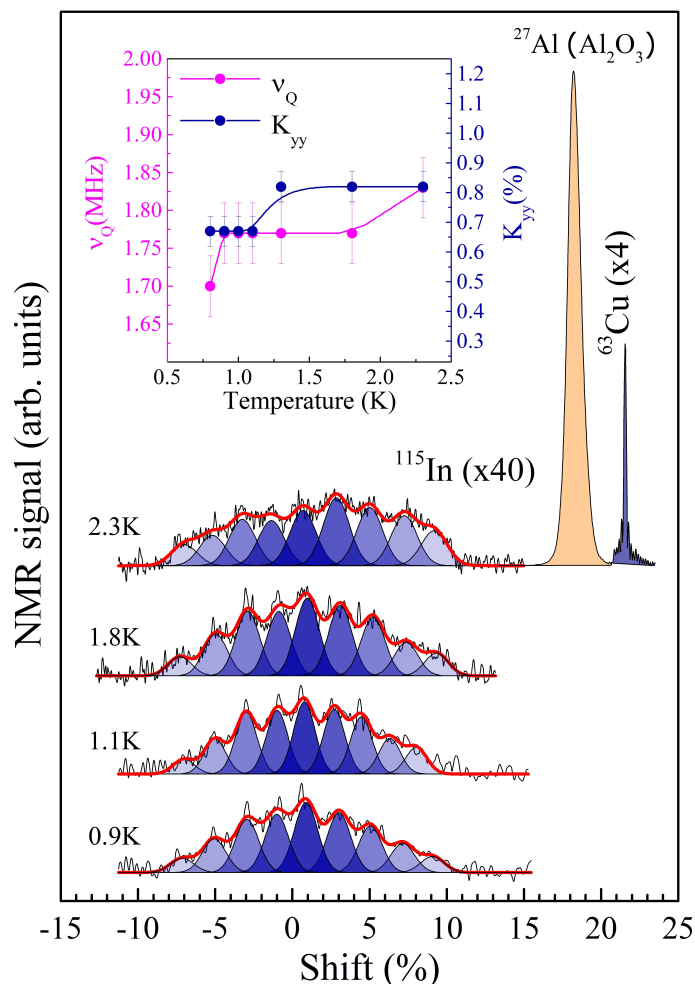 ²⁷Al (Al₂O₃)
⁶³Cu (x4)
¹¹⁵In (x40)
ν_Q
K_yy
2.00
1.95
1.90
1.85
1.80
1.75
1.70
1.65
ν_Q(MHz)
1.2
1.1
1.0
0.9
0.8
0.7
0.6
0.5
0.4
0.3
K_yy(%)
0.5 1.0 1.5 2.0 2.5
Temperature (K)
2.3K
1.8K
1.1K
0.9K
NMR signal (arb. units)
-15 -10 -5 0 5 10 15 20 25
Shift (%)